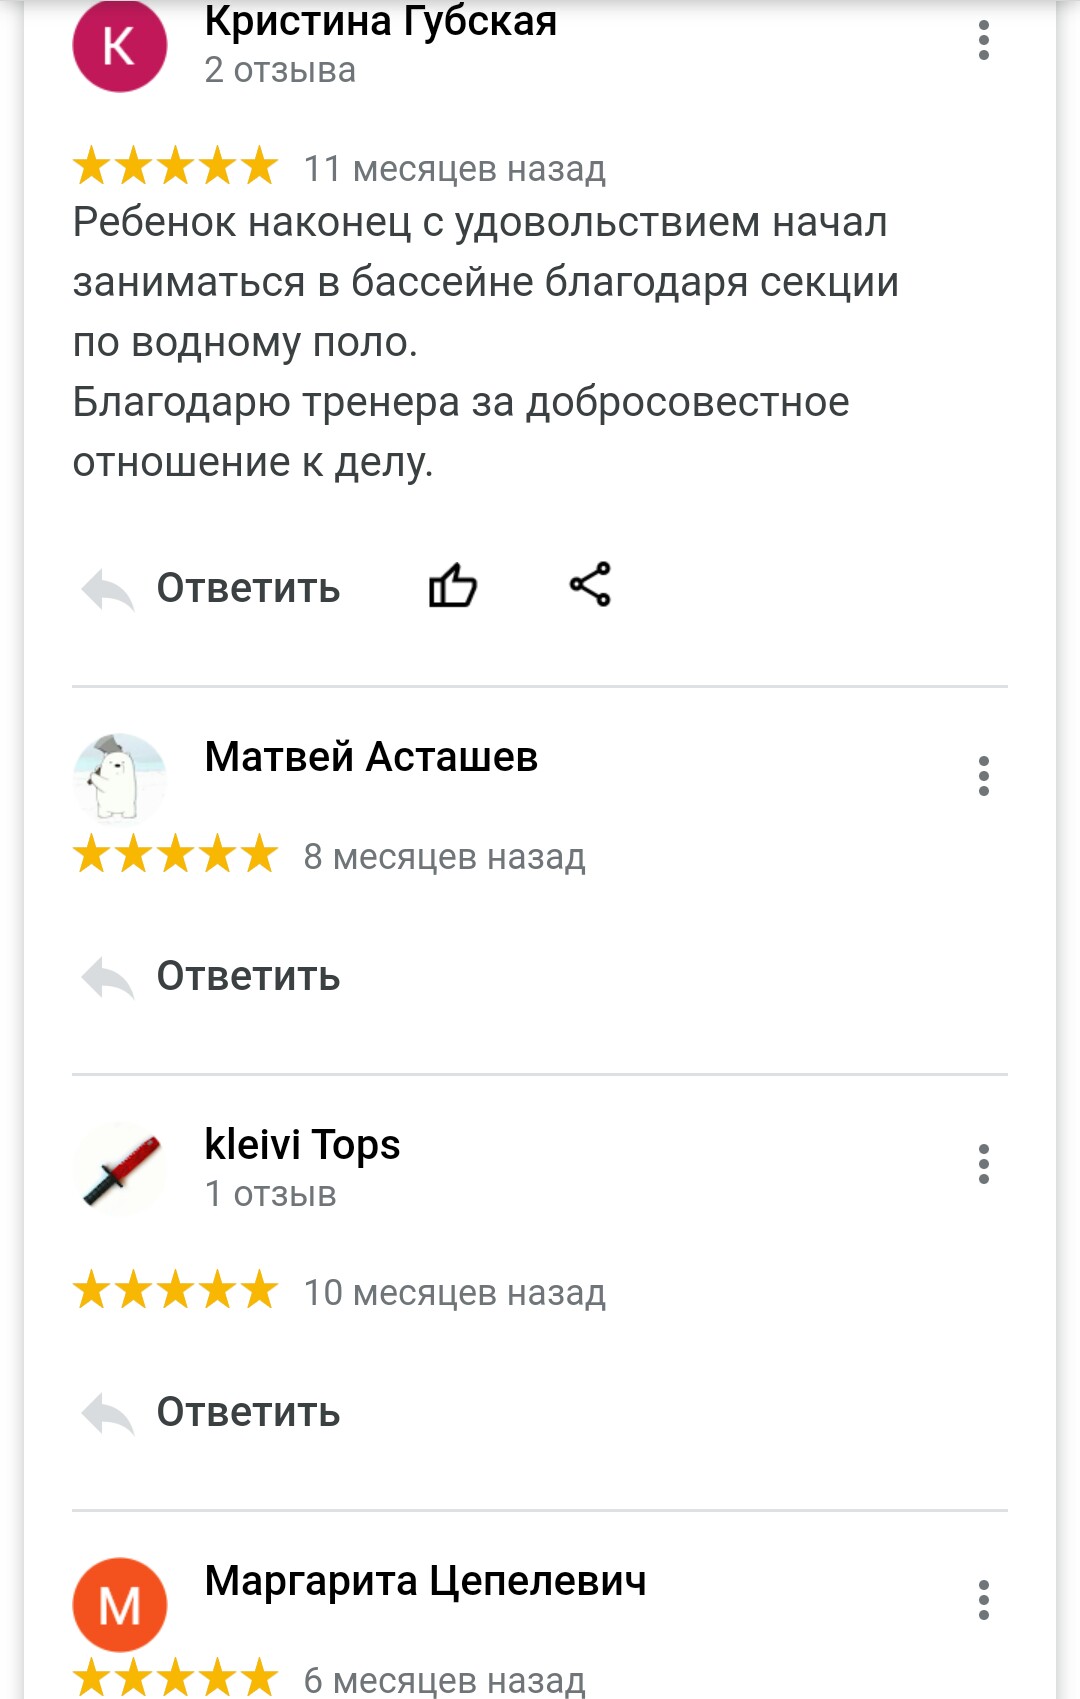 К
Кристина Губская
2 отзыва
11 месяцев назад
Ребенок наконец с удовольствием начал
заниматься в бассейне благодаря секции
по водному поло.
Благодарю тренера за добросовестное
отношение к делу.
Ответить
Матвей Асташев
8 месяцев назад
Ответить
kleivi Tops
1 отзыв
10 месяцев назад
Ответить
М
Маргарита Цепелевич
6 месяцев назад